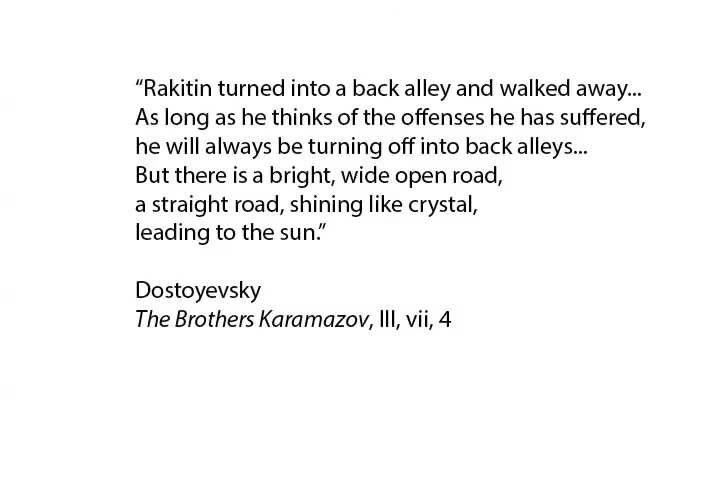 “Rakitin turned into a back alley and walked away...
As long as he thinks of the offenses he has suffered,
he will always be turning off into back alleys...
But there is a bright, wide open road,
a straight road, shining like crystal,
leading to the sun.”
Dostoyevsky
The Brothers Karamazov, III, vii, 4